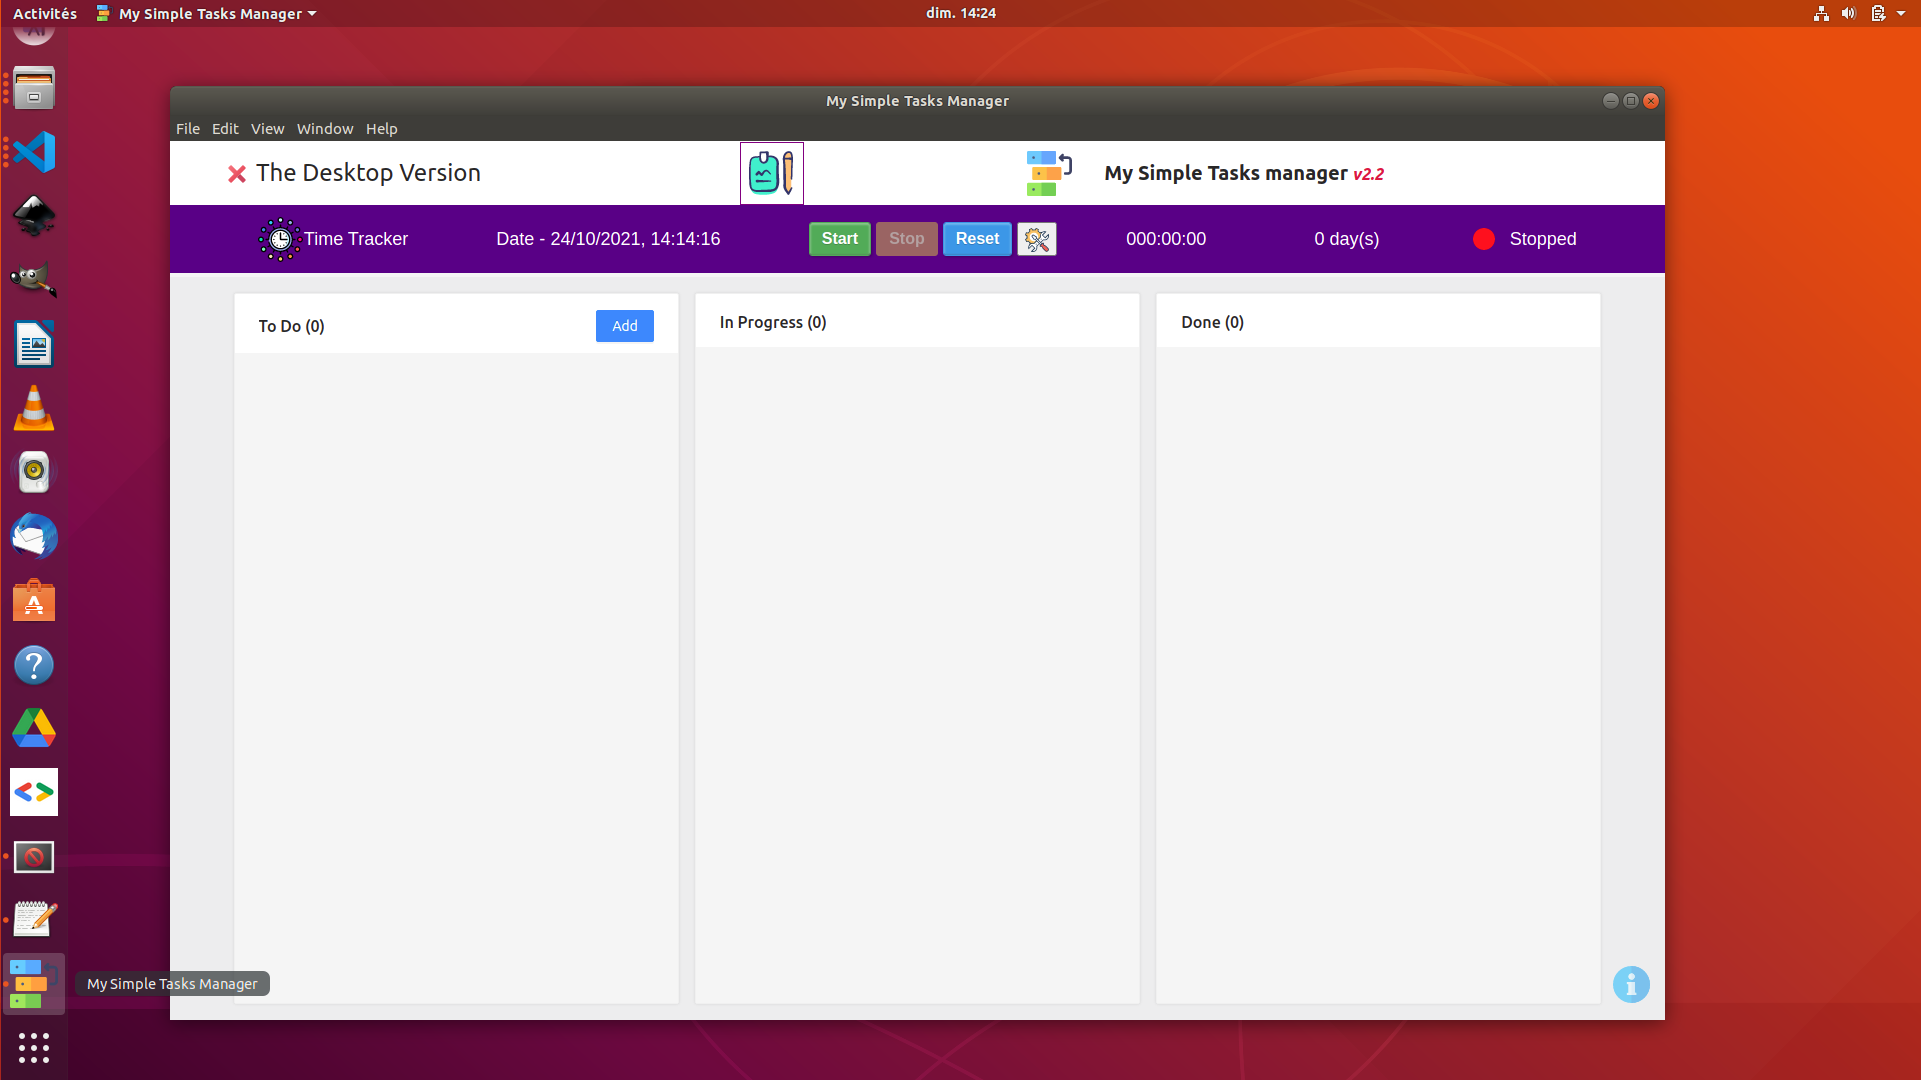 Activités My Simple Tasks Manager dim. 14:24
My Simple Tasks Manager
File Edit View Window Help
The Desktop Version My Simple Tasks manager v2.2
Time Tracker Date - 24/10/2021, 14:14:16 Start Stop Reset 000:00:00 0 day(s) Stopped
To Do (0) Add In Progress (0) Done (0)
My Simple Tasks Manager